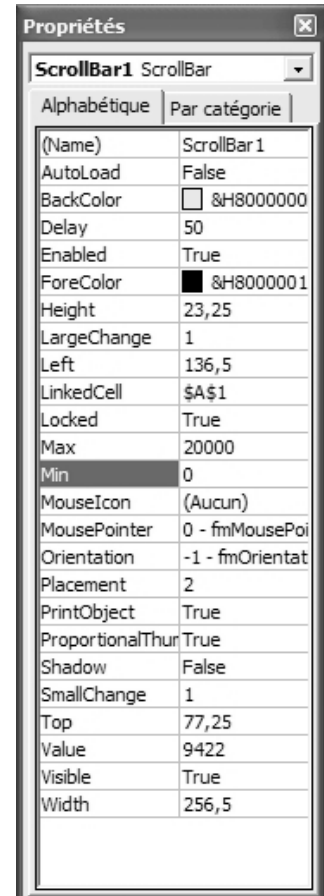 Propriétés
ScrollBar1 ScrollBar
Alphabétique Par catégorie
(Name) ScrollBar1
AutoLoad False
BackColor &H8000000
Delay 50
Enabled True
ForeColor &H8000001
Height 23,25
LargeChange 1
Left 136,5
LinkedCell $A$1
Locked True
Max 20000
Min 0
MouseIcon (Aucun)
MousePointer 0 - fmMousePoi
Orientation -1 - fmOrientat
Placement 2
PrintObject True
ProportionalThur True
Shadow False
SmallChange 1
Top 77,25
Value 9422
Visible True
Width 256,5